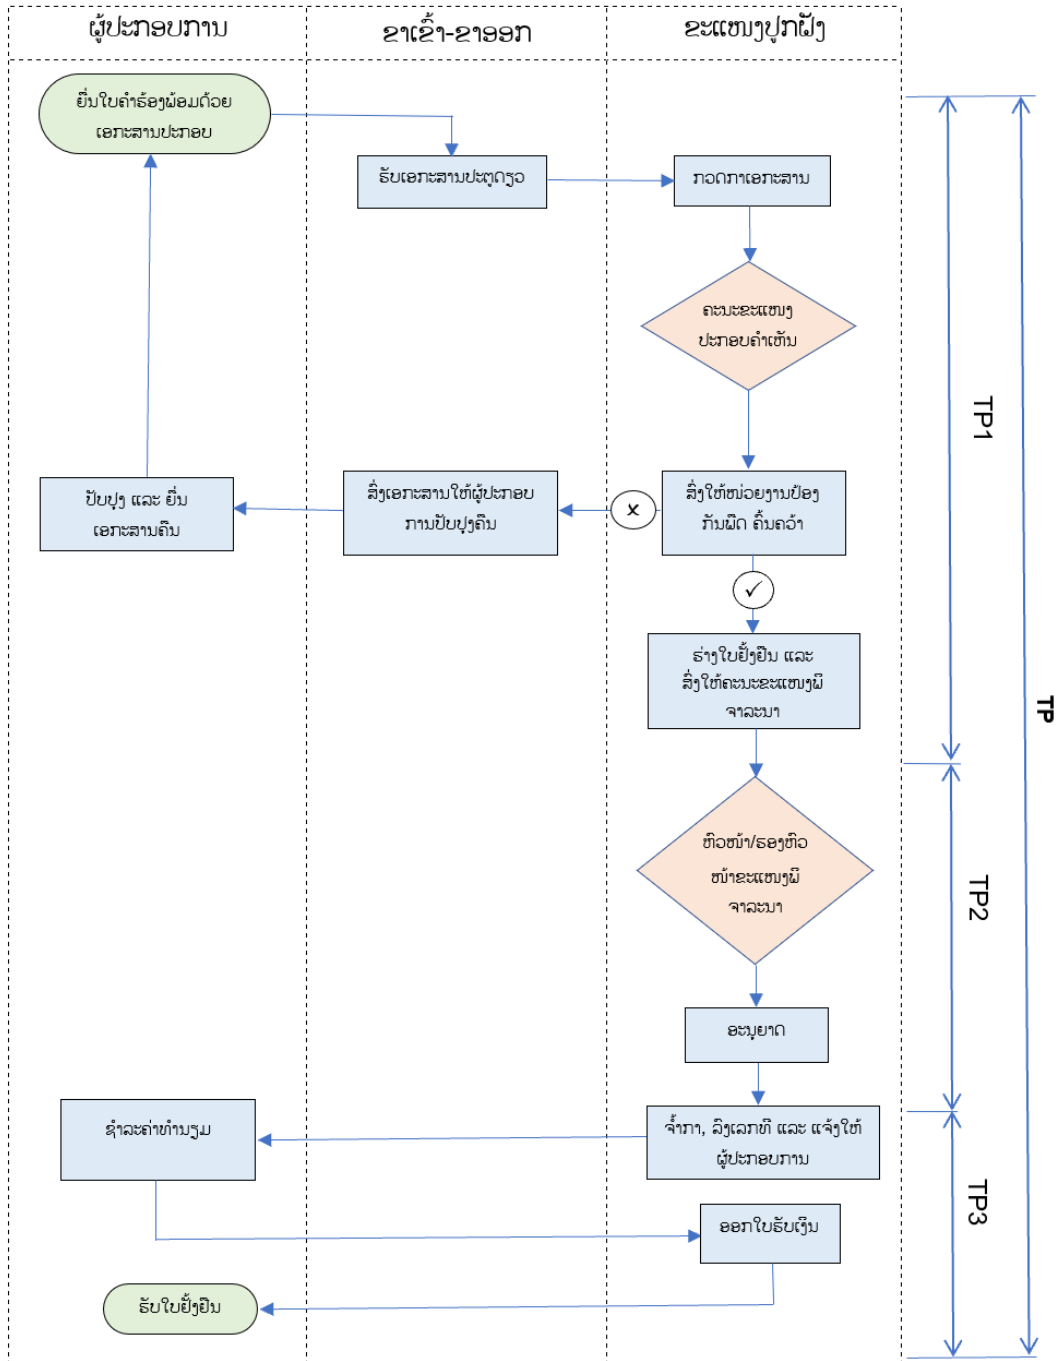 ຜູ້ປະກອບການ
ຂາເຂົ້າ-ຂາອອກ
ຂະແໜງປູກຝັງ
ຍື່ນໃບຄຳຮ້ອງພ້ອມດ້ວຍ
ເອກະສານປະກອບ
ຮັບເອກະສານປະຕູດຽວ
ກວດກາເອກະສານ
ຄະນະຂະແໜງ
ປະກອບຄຳເຫັນ
TP1
ປັບປຸງ ແລະ ຍື່ນ
ເອກະສານຄືນ
ສົ່ງເອກະສານໃຫ້ຜູ້ປະກອບ
ການປັບປຸງຄືນ
ສົ່ງໃຫ້ໜ່ວຍງານປ້ອງ
ກັນພືດ ຄົ້ນຄວ້າ
ຮ່າງໃບຢັ້ງຢືນ ແລະ
ສົ່ງໃຫ້ຄະນະຂະແໜງພິ
ຈາລະນາ
TP
ຫົວໜ້າ/ຮອງຫົວ
ໜ້າຂະແໜງພິ
ຈາລະນາ
TP2
ອະນຸຍາດ
ຊຳລະຄ່າທຳນຽມ
ຈ້ຳກາ, ລົງເລກທີ ແລະ ແຈ້ງໃຫ້
ຜູ້ປະກອບການ
TP3
ອອກໃບຮັບເງິນ
ຮັບໃບຢັ້ງຢືນ